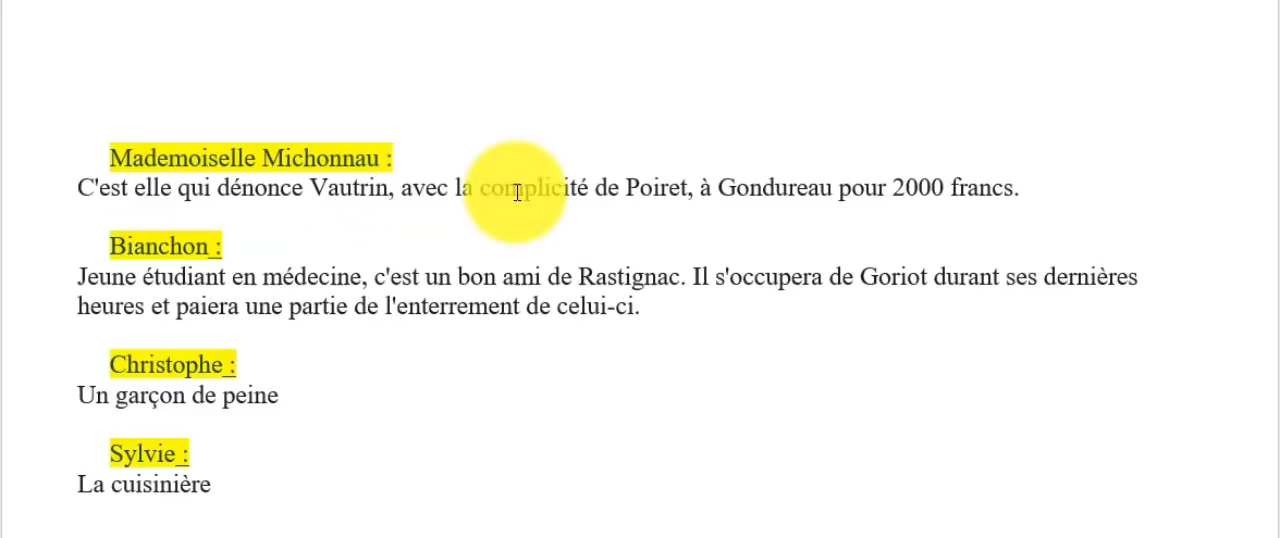 Mademoiselle Michonnau :
C'est elle qui dénonce Vautrin, avec la complicité de Poiret, à Gondureau pour 2000 francs.
Bianchon :
Jeune étudiant en médecine, c'est un bon ami de Rastignac. Il s'occupera de Goriot durant ses dernières
heures et paiera une partie de l'enterrement de celui-ci.
Christophe :
Un garçon de peine
Sylvie :
La cuisinière